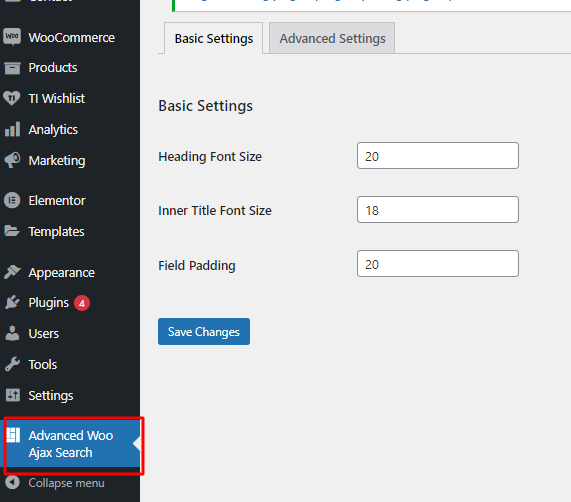 WooCommerce
Basic Settings
Advanced Settings
Products
TI Wishlist
Analytics
Basic Settings
Marketing
Heading Font Size
20
Elementor
Inner Title Font Size
18
Templates
Appearance
Field Padding
20
Plugins 4
Users
Save Changes
Tools
Settings
Advanced Woo
Ajax Search
Collapse menu